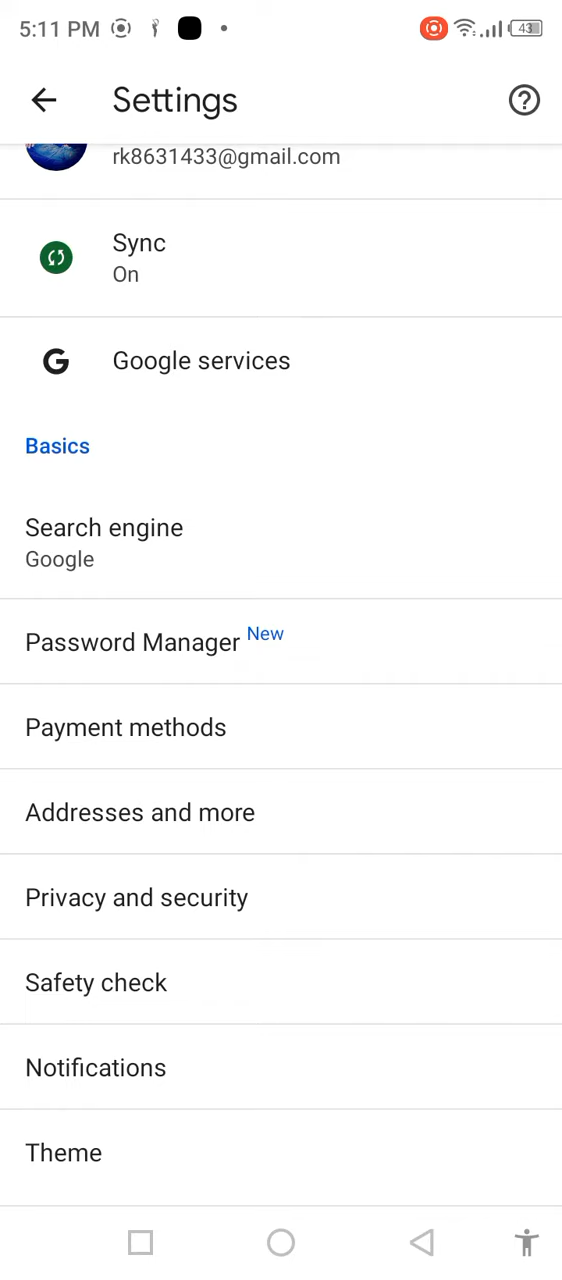 5:11 PM
43
Settings
rk8631433@gmail.com
Sync
On
Google services
Basics
Search engine
Google
Password Manager New
Payment methods
Addresses and more
Privacy and security
Safety check
Notifications
Theme